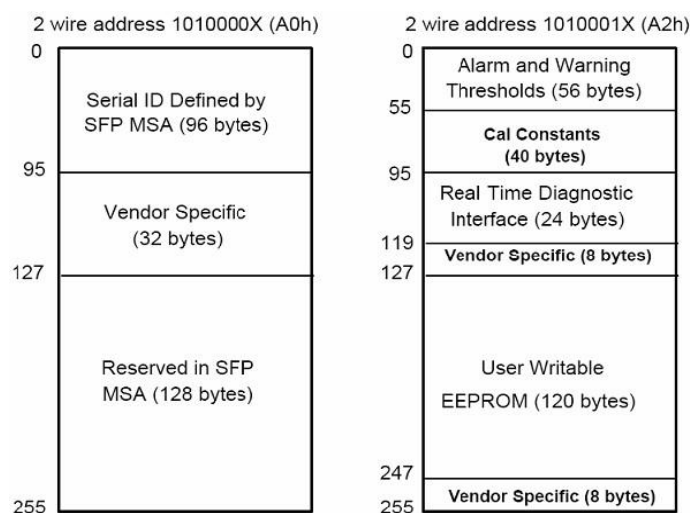 2 wire address 1010000X (A0h)
0
Serial ID Defined by
SFP MSA (96 bytes)
95
Vendor Specific
(32 bytes)
127
Reserved in SFP
MSA (128 bytes)
255
2 wire address 1010001X (A2h)
0
Alarm and Warning
Thresholds (56 bytes)
55
Cal Constants
(40 bytes)
95
Real Time Diagnostic
Interface (24 bytes)
119
Vendor Specific (8 bytes)
127
User Writable
EEPROM (120 bytes)
247
Vendor Specific (8 bytes)
255